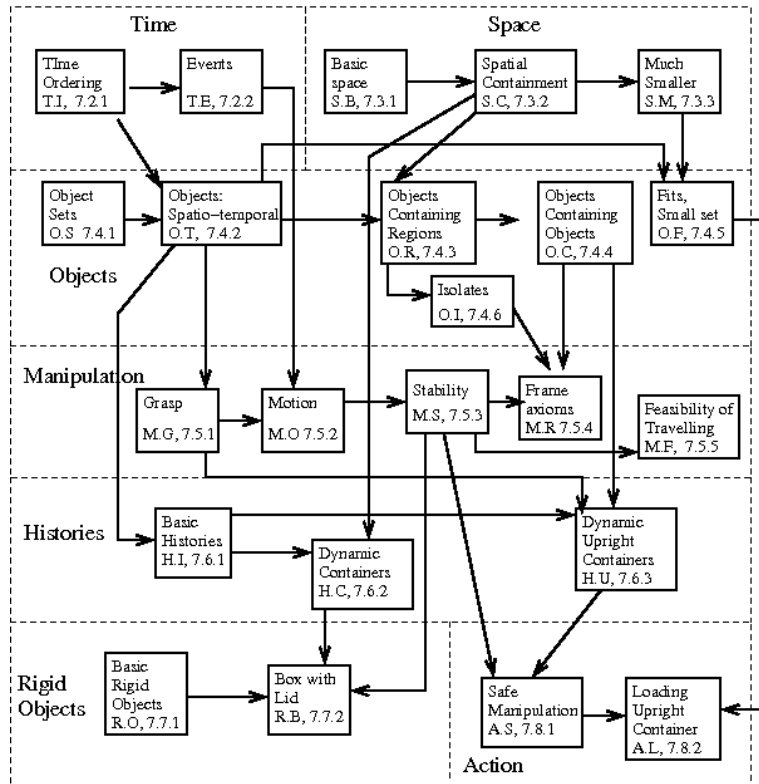 Time
Space
TIme
Ordering
T.I, 7.2.1
Events
T.E, 7.2.2
Basic
space
S.B, 7.3.1
Spatial
Containment
S.C, 7.3.2
Much
Smaller
S.M, 7.3.3
Object
Sets
O.S 7.4.1
Objects:
Spatio-temporal
O.T, 7.4.2
Objects
Containing
Regions
O.R, 7.4.3
Objects
Containing
Objects
O.C, 7.4.4
Fits,
Small set
O.F, 7.4.5
Objects
Isolates
O.I, 7.4.6
Manipulation
Grasp
M.G, 7.5.1
Motion
M.O 7.5.2
Stability
M.S, 7.5.3
Frame
axioms
M.R 7.5.4
Feasibility of
Travelling
M.F, 7.5.5
Histories
Basic
Histories
H.I, 7.6.1
Dynamic
Containers
H.C, 7.6.2
Dynamic
Upright
Containers
H.U, 7.6.3
Rigid
Objects
Basic
Rigid
Objects
R.O, 7.7.1
Box with
Lid
R.B, 7.7.2
Safe
Manipulation
A.S, 7.8.1
Loading
Upright
Container
A.L, 7.8.2
Action